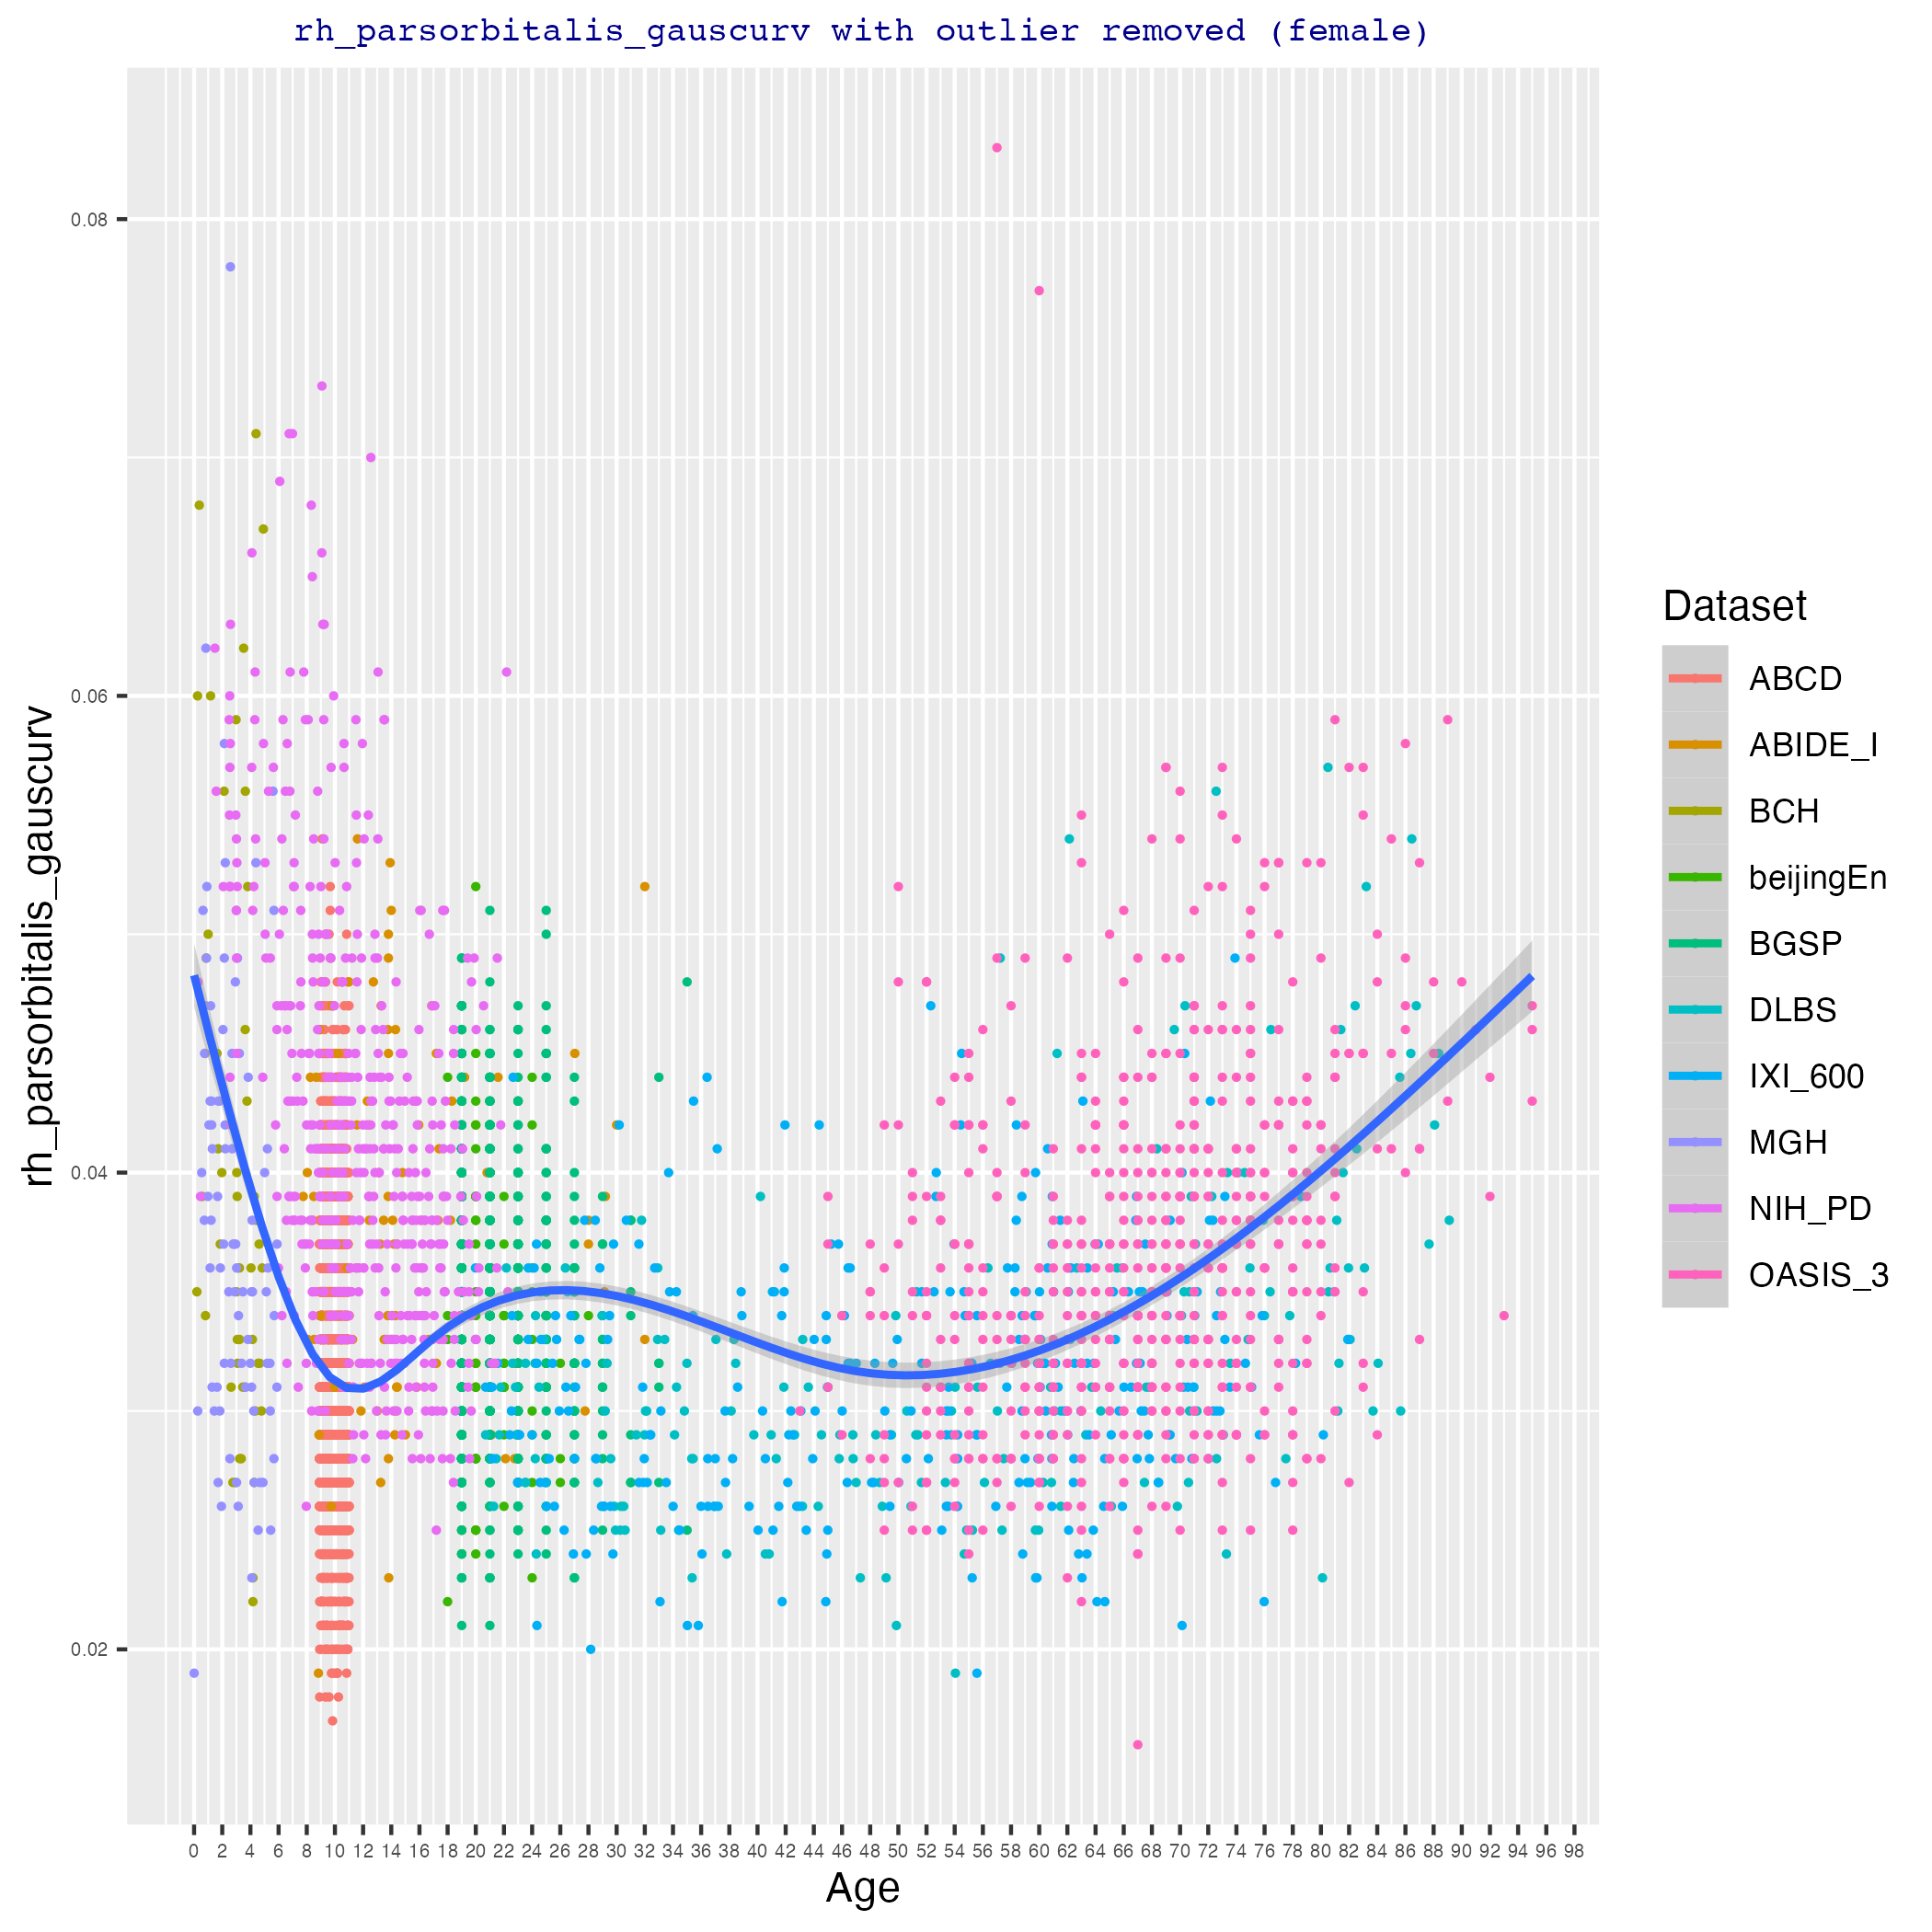 rh_parsorbitalis_gauscurv with outlier removed (female)
rh_parsorbitalis_gauscurv
0.08
0.06
0.04
0.02
0 2 4 6 8 10 12 14 16 18 20 22 24 26 28 30 32 34 36 38 40 42 44 46 48 50 52 54 56 58 60 62 64 66 68 70 72 74 76 78 80 82 84 86 88 90 92 94 96 98
Age
Dataset
ABCD
ABIDE_I
BCH
beijingEn
BGSP
DLBS
IXI_600
MGH
NIH_PD
OASIS_3